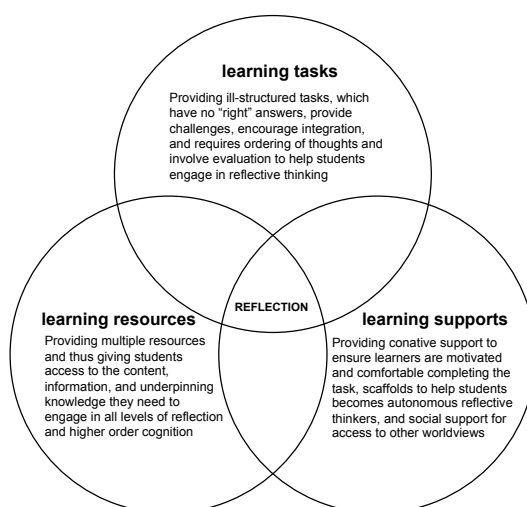 learning tasks
Providing ill-structured tasks, which
have no “right” answers, provide
challenges, encourage integration,
and requires ordering of thoughts and
involve evaluation to help students
engage in reflective thinking
REFLECTION
learning resources
Providing multiple resources
and thus giving students
access to the content,
information, and underpinning
knowledge they need to
engage in all levels of reflection
and higher order cognition
learning supports
Providing conative support to
ensure learners are motivated
and comfortable completing the
task, scaffolds to help students
becomes autonomous reflective
thinkers, and social support for
access to other worldviews